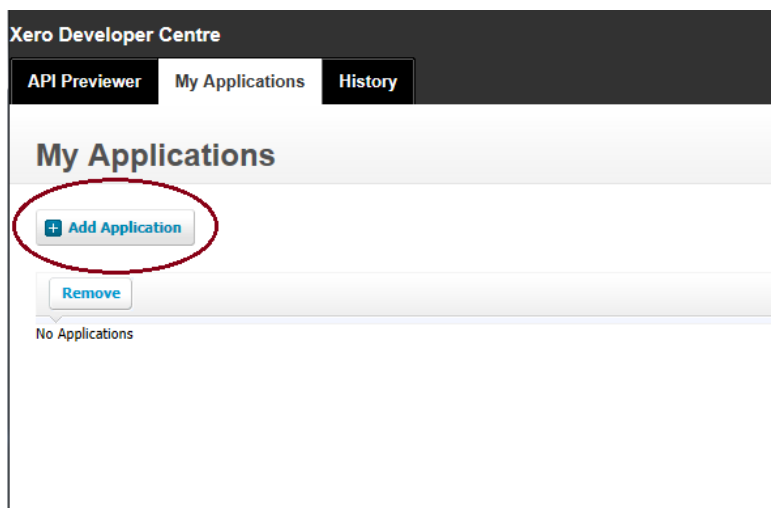 Xero Developer Centre
API Previewer My Applications History
My Applications
Add Application
Remove
No Applications